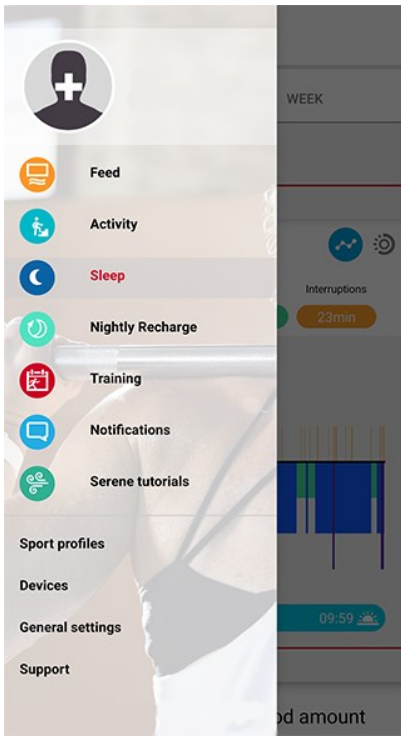 WEEK
Feed
Activity
Sleep
Interruptions
Nightly Recharge
23min
Training
Notifications
Serene tutorials
Sport profiles
Devices
09:59
General settings
Support
od amount